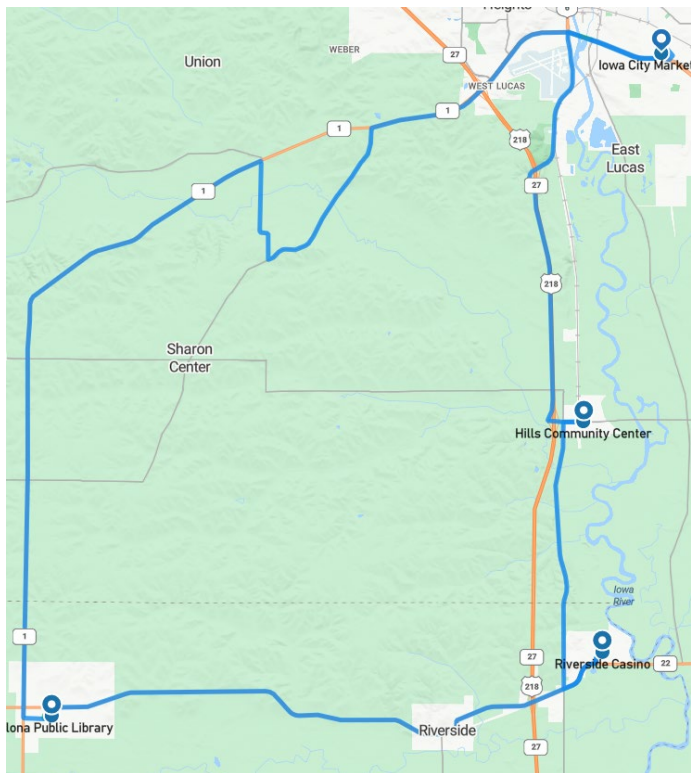 Heights
6
WEBER
27
Iowa City Market
Union
WEST LUCAS
1
1
218
East
Lucas
27
1
218
Sharon
Center
Hills Community Center
Iowa
River
1
27
Riverside Casino
22
218
lona Public Library
Riverside
27